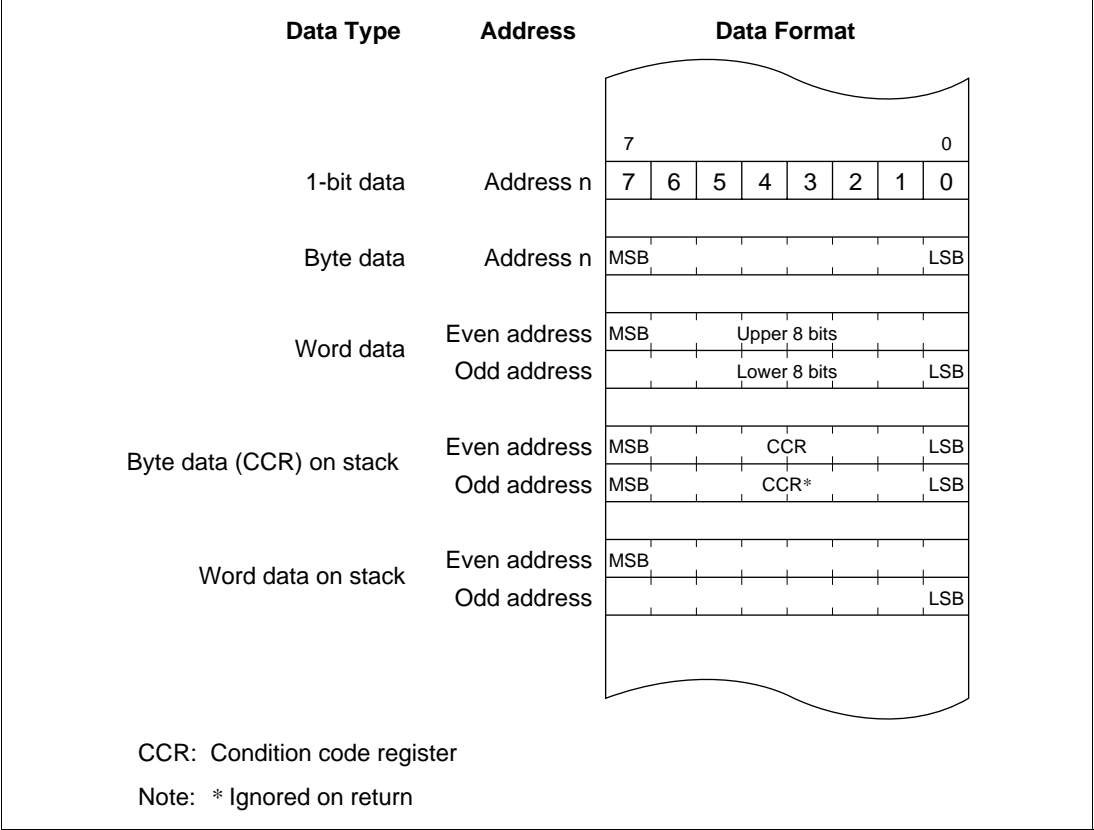 Data Type Address Data Format
7 0
1-bit data Address n 7 6 5 4 3 2 1 0
Byte data Address n MSB LSB
Word data
Even address MSB Upper 8 bits
Odd address Lower 8 bits LSB
Byte data (CCR) on stack
Even address MSB CCR LSB
Odd address MSB CCR* LSB
Word data on stack
Even address MSB
Odd address LSB
CCR: Condition code register
Note: * Ignored on return